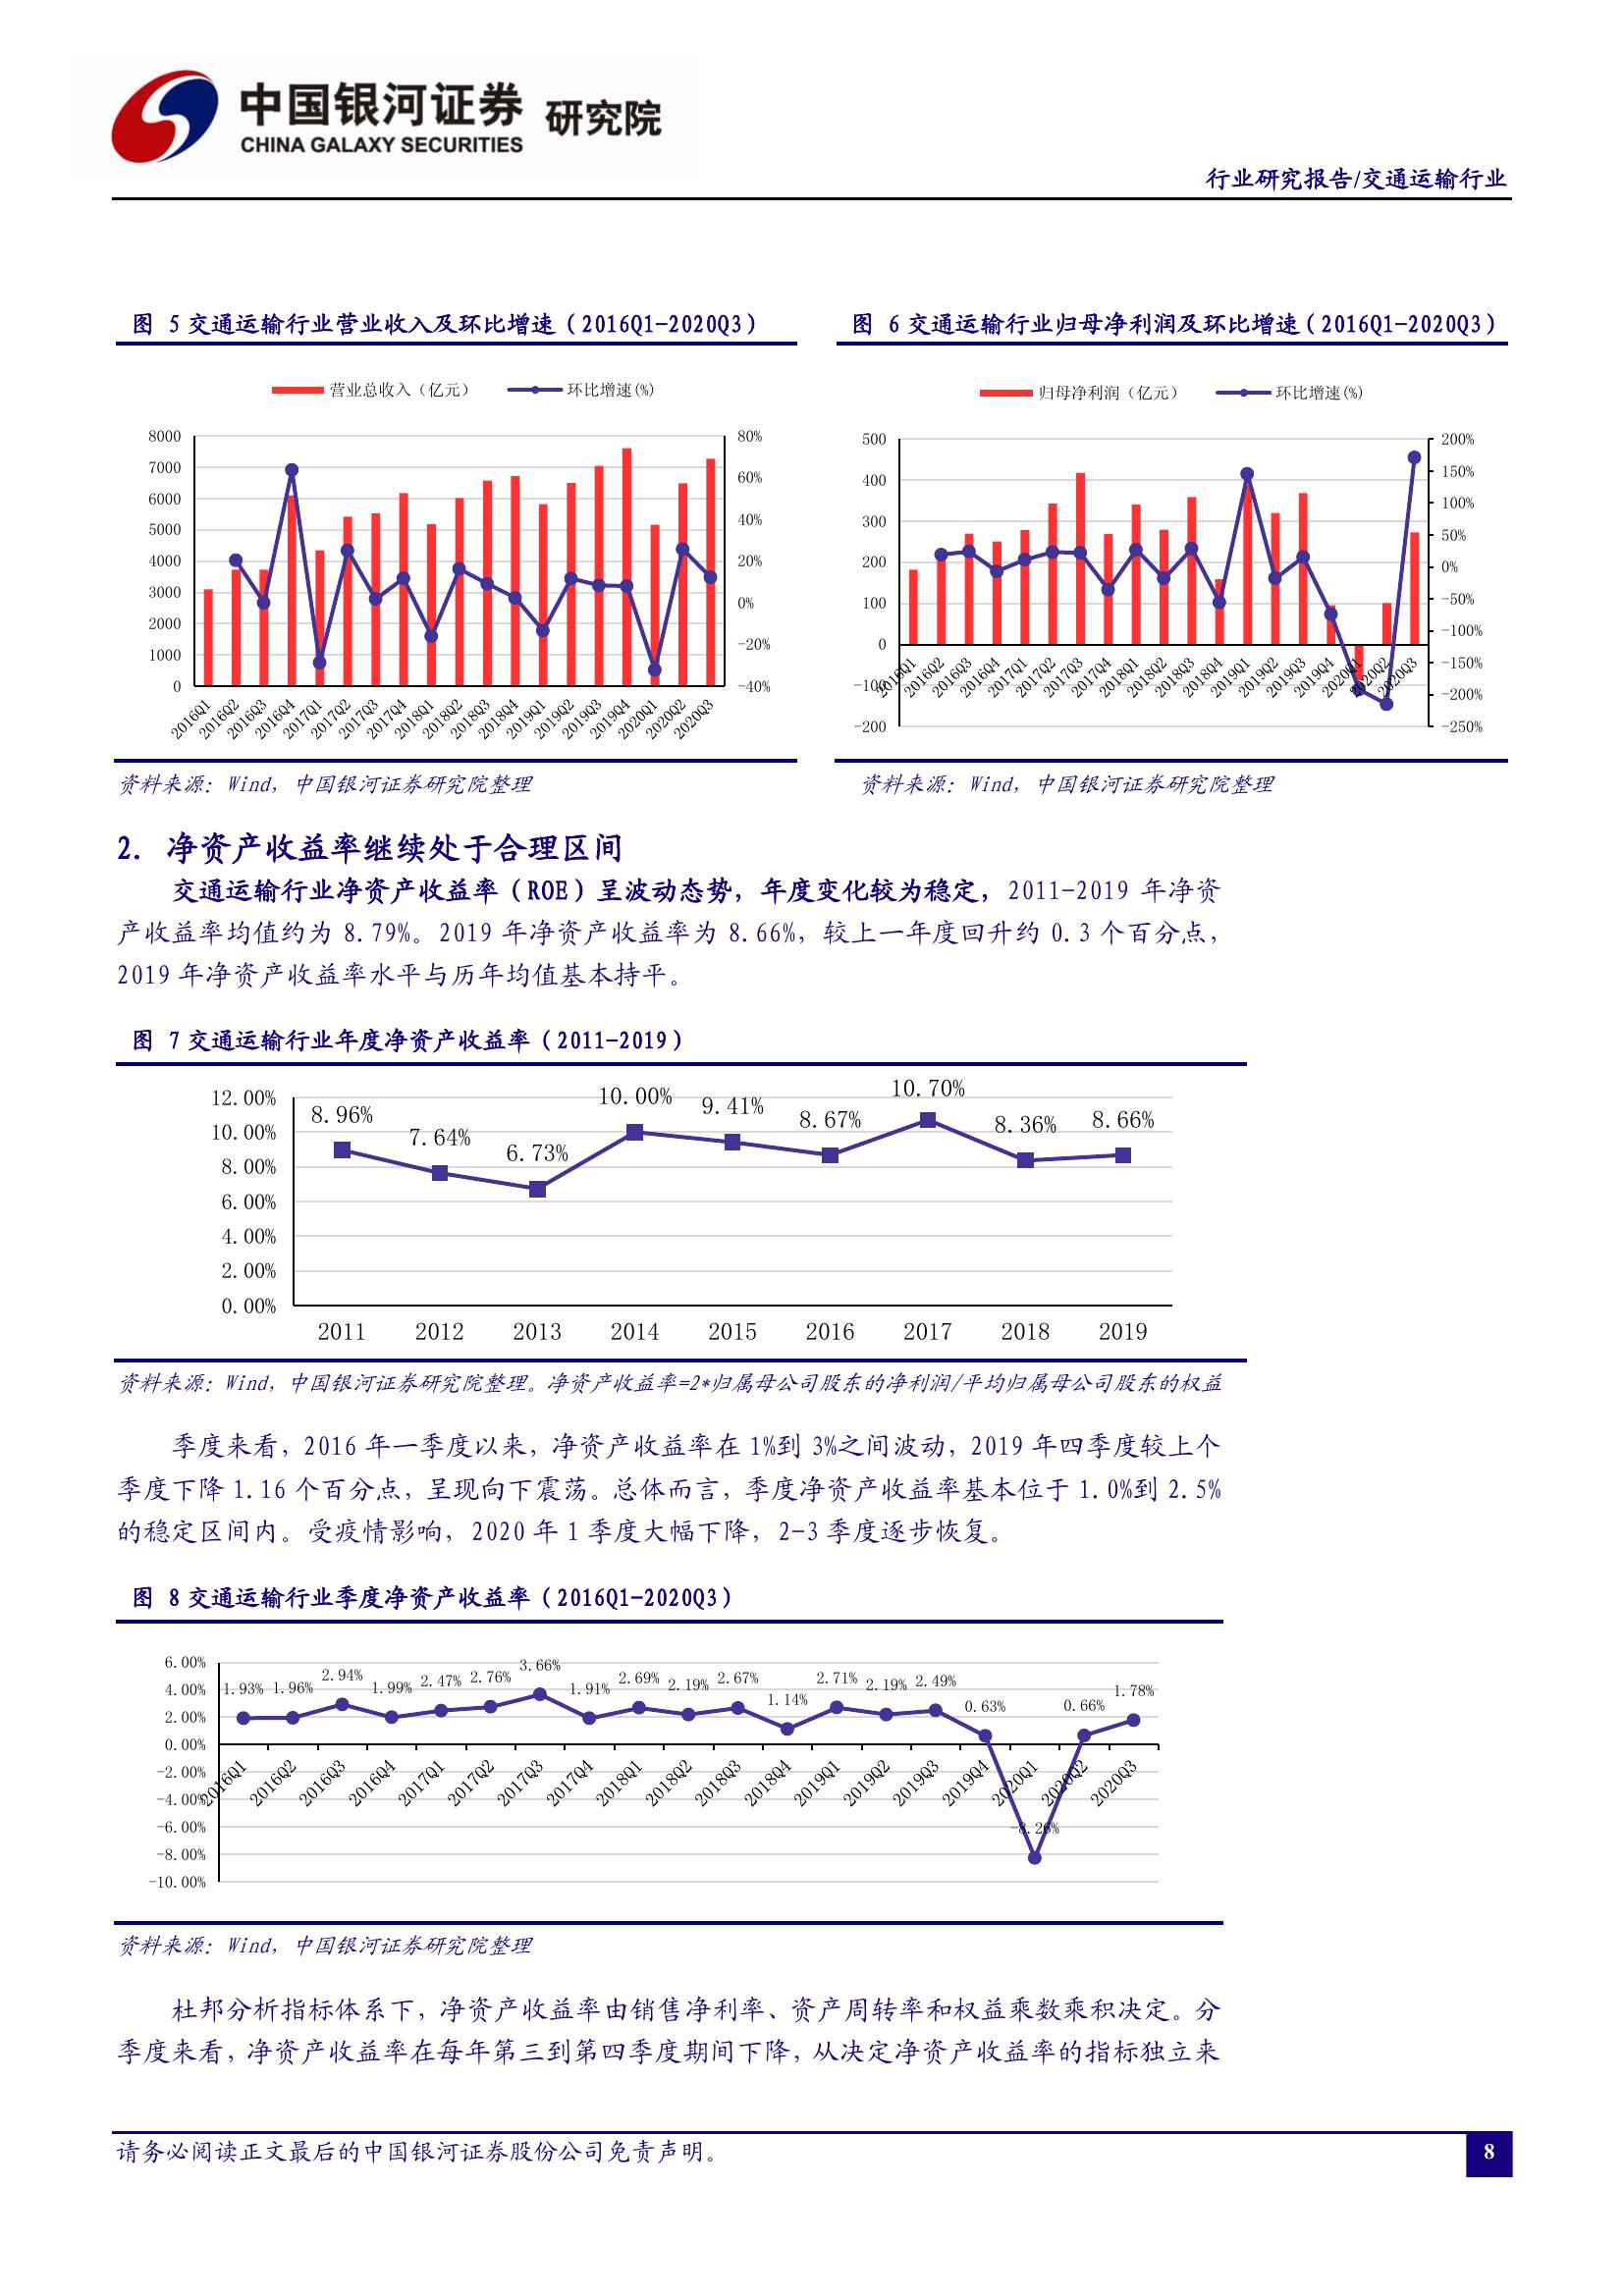 中国银河证券 研究院
CHINA GALAXY SECURITIES
行业研究报告/交通运输行业
图 5 交通运输行业营业收入及环比增速（2016Q1-2020Q3）
营业总收入（亿元） 环比增速(%)
8000 80%
7000
6000 60%
5000 40%
4000 20%
3000 0%
2000 -20%
1000
0 -40%
2016Q1 2016Q2 2016Q3 2016Q4 2017Q1 2017Q2 2017Q3 2017Q4 2018Q1 2018Q2 2018Q3 2018Q4 2019Q1 2019Q2 2019Q3 2019Q4 2020Q1 2020Q2 2020Q3
资料来源：Wind，中国银河证券研究院整理
图 6 交通运输行业归母净利润及环比增速（2016Q1-2020Q3）
归母净利润（亿元） 环比增速(%)
500 200%
400 150%
100%
300 50%
200 0%
100 -50%
0 -100%
-150%
-100 -200%
-200 -250%
2016Q1 2016Q2 2016Q3 2016Q4 2017Q1 2017Q2 2017Q3 2017Q4 2018Q1 2018Q2 2018Q3 2018Q4 2019Q1 2019Q2 2019Q3 2019Q4 2020Q1 2020Q2 2020Q3
资料来源：Wind，中国银河证券研究院整理
2. 净资产收益率继续处于合理区间
交通运输行业净资产收益率（ROE）呈波动态势，年度变化较为稳定，2011-2019 年净资
产收益率均值约为 8.79%。2019 年净资产收益率为 8.66%，较上一年度回升约 0.3 个百分点，
2019 年净资产收益率水平与历年均值基本持平。
图 7 交通运输行业年度净资产收益率（2011-2019）
12.00%
10.00%
8.00%
6.00%
4.00%
2.00%
0.00%
8.96% 7.64% 6.73% 10.00% 9.41% 8.67% 10.70% 8.36% 8.66%
2011 2012 2013 2014 2015 2016 2017 2018 2019
资料来源：Wind，中国银河证券研究院整理。净资产收益率=2*归属母公司股东的净利润/平均归属母公司股东的权益
季度来看，2016 年一季度以来，净资产收益率在 1%到 3%之间波动，2019 年四季度较上个
季度下降 1.16 个百分点，呈现向下震荡。总体而言，季度净资产收益率基本位于 1.0%到 2.5%
的稳定区间内。受疫情影响，2020 年 1 季度大幅下降，2-3 季度逐步恢复。
图 8 交通运输行业季度净资产收益率（2016Q1-2020Q3）
6.00%
4.00%
2.00%
0.00%
-2.00%
-4.00%
-6.00%
-8.00%
-10.00%
1.93% 1.96% 2.94% 1.99% 2.47% 2.76% 3.66% 1.91% 2.69% 2.19% 2.67% 1.14% 2.71% 2.19% 2.49% 0.63% -8.26% 0.66% 1.78%
2016Q1 2016Q2 2016Q3 2016Q4 2017Q1 2017Q2 2017Q3 2017Q4 2018Q1 2018Q2 2018Q3 2018Q4 2019Q1 2019Q2 2019Q3 2019Q4 2020Q1 2020Q2 2020Q3
资料来源：Wind，中国银河证券研究院整理
杜邦分析指标体系下，净资产收益率由销售净利率、资产周转率和权益乘数乘积决定。分
季度来看，净资产收益率在每年第三到第四季度期间下降，从决定净资产收益率的指标独立来
请务必阅读正文最后的中国银河证券股份公司免责声明。
8